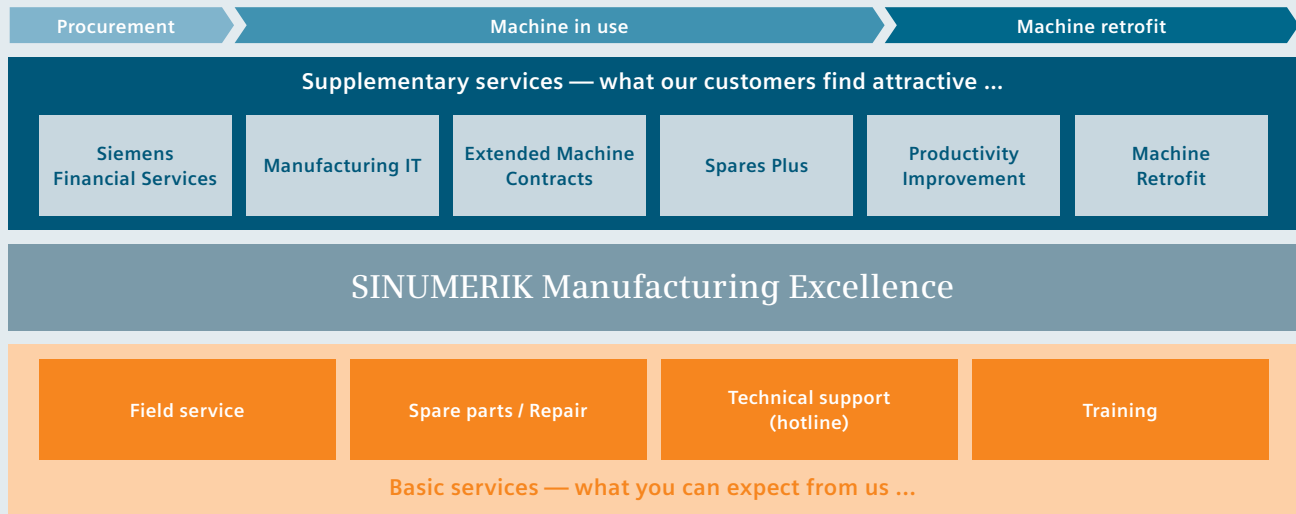 Procurement
Machine in use
Machine retrofit
Supplementary services — what our customers find attractive ...
Siemens
Financial Services
Manufacturing IT
Extended Machine
Contracts
Spares Plus
Productivity
Improvement
Machine
Retrofit
SINUMERIK Manufacturing Excellence
Field service
Spare parts / Repair
Technical support
(hotline)
Training
Basic services — what you can expect from us ...